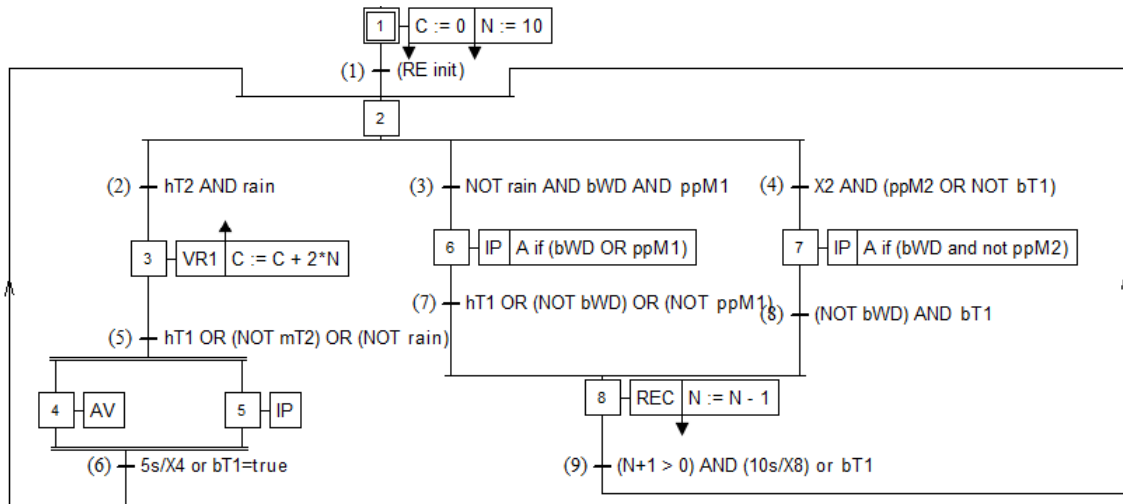 1 C := 0 N := 10
(1) (RE init)
2
(2) hT2 AND rain (3) NOT rain AND bWD AND ppM1 (4) X2 AND (ppM2 OR NOT bT1)
3 VR1 C := C + 2*N 6 IP A if (bWD OR ppM1) 7 IP A if (bWD and not ppM2)
(7) hT1 OR (NOT bWD) OR (NOT ppM1) (8) (NOT bWD) AND bT1
(5) hT1 OR (NOT mT2) OR (NOT rain)
4 AV 5 IP 8 REC N := N - 1
(6) 5s/X4 or bT1=true (9) (N+1 > 0) AND (10s/X8) or bT1